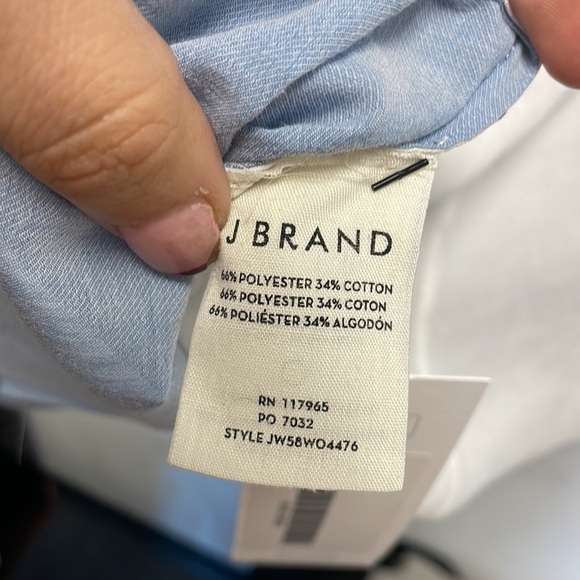 J BRAND
66% POLYESTER 34% COTTON
66% POLYESTER 34% COTON
66% POLIÉSTER 34% ALGODÓN
RN 117965
PO 7032
STYLE JW58WO4476